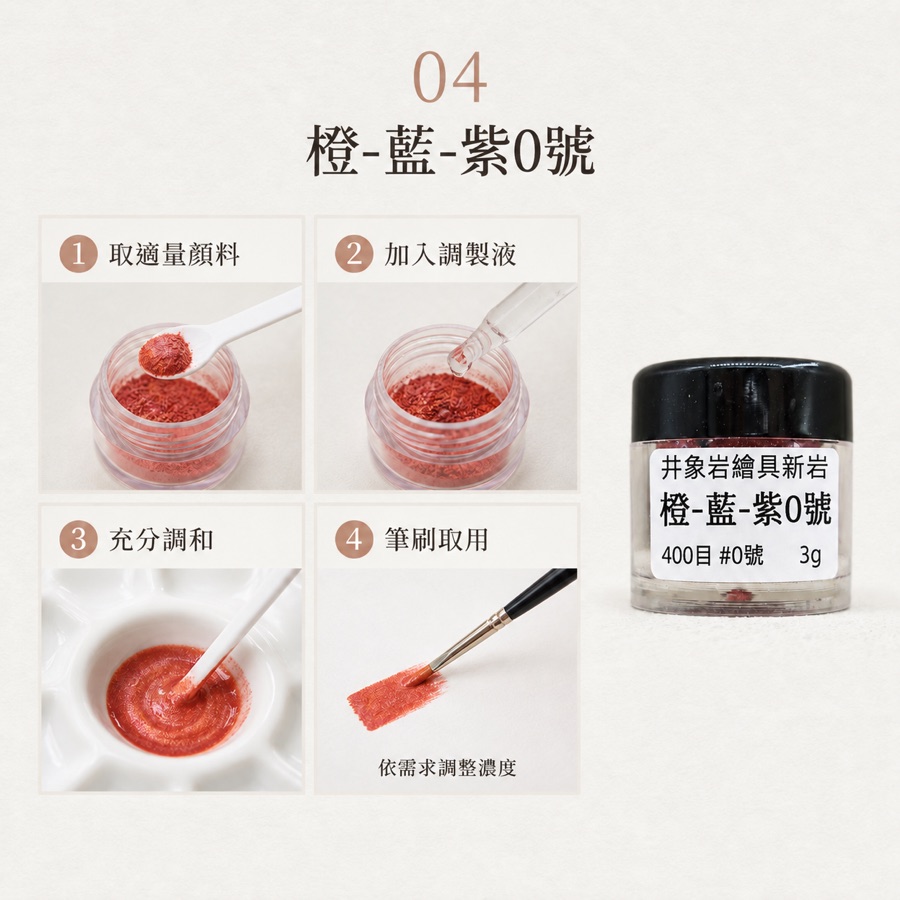 04
橙-藍-紫0號
1 取適量顏料
2 加入調製液
3 充分調和
4 筆刷取用
依需求調整濃度
井象岩繪具新岩
橙-藍-紫0號
400目 #0號 3g